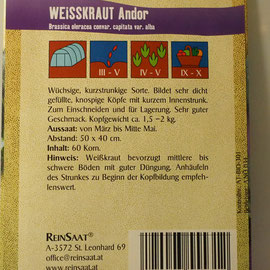 WEISSKRAUT Andor
Brassica oleracea convar. capitata var. alba
III - V
IV - V
IX - X
Wüchsige, kurzstrunkige Sorte. Bildet sehr dicht
gefüllte, knospige Köpfe mit kurzem Innenstrunk.
Zum Einschneiden und für Lagerung. Sehr guter
Geschmack. Kopfgewicht ca. 1,5 –2 kg.
Aussaat: von März bis Mitte Mai.
Abstand: 50 x 40 cm.
Inhalt: 60 Korn.
Hinweis: Weißkraut bevorzugt mittlere bis
schwere Böden mit guter Düngung. Anhäufeln
des Strunkes zu Beginn der Kopfbildung empfeh-
lenswert.
REINSAAT®
A-3572 St. Leonhard 69
office@reinsaat.at
www.reinsaat.at